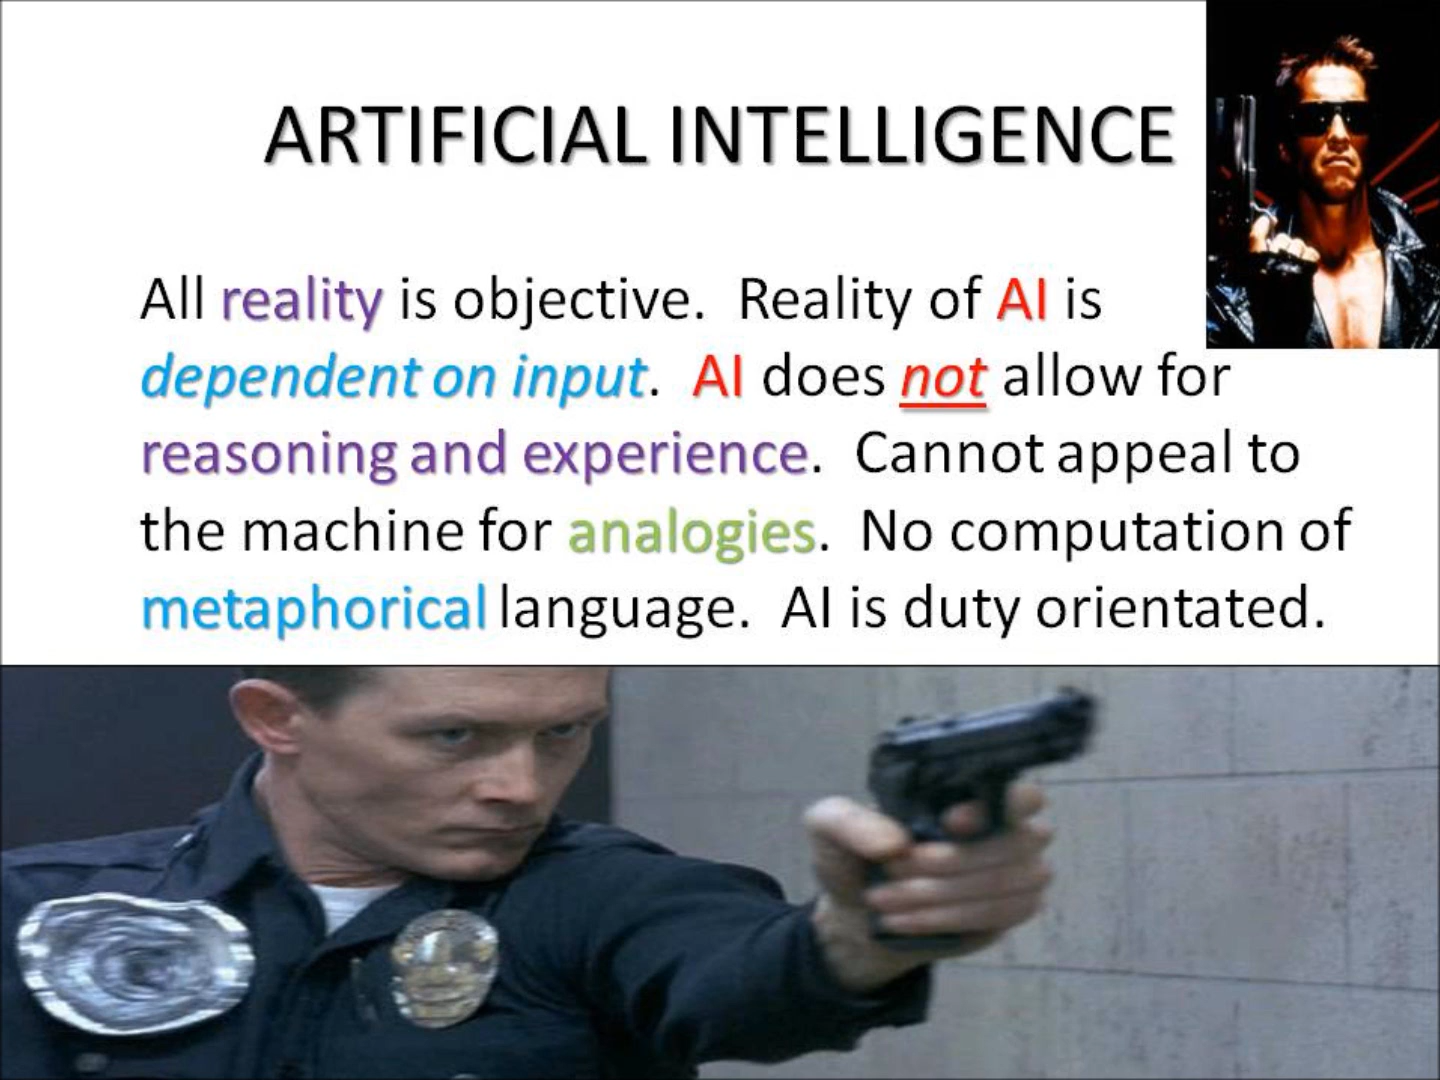 ARTIFICIAL INTELLIGENCE
All reality is objective. Reality of AI is
dependent on input. AI does not allow for
reasoning and experience. Cannot appeal to
the machine for analogies. No computation of
metaphorical language. AI is duty orientated.